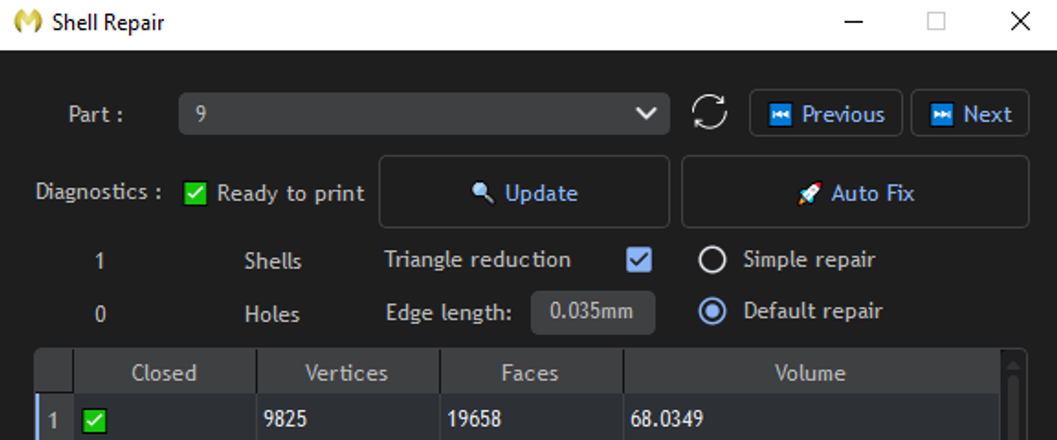 Shell Repair
Part : 9 Previous Next
Diagnostics : Ready to print Update Auto Fix
1 Shells Triangle reduction Simple repair
0 Holes Edge length: 0.035mm Default repair
Closed Vertices Faces Volume
1 9825 19658 68.0349